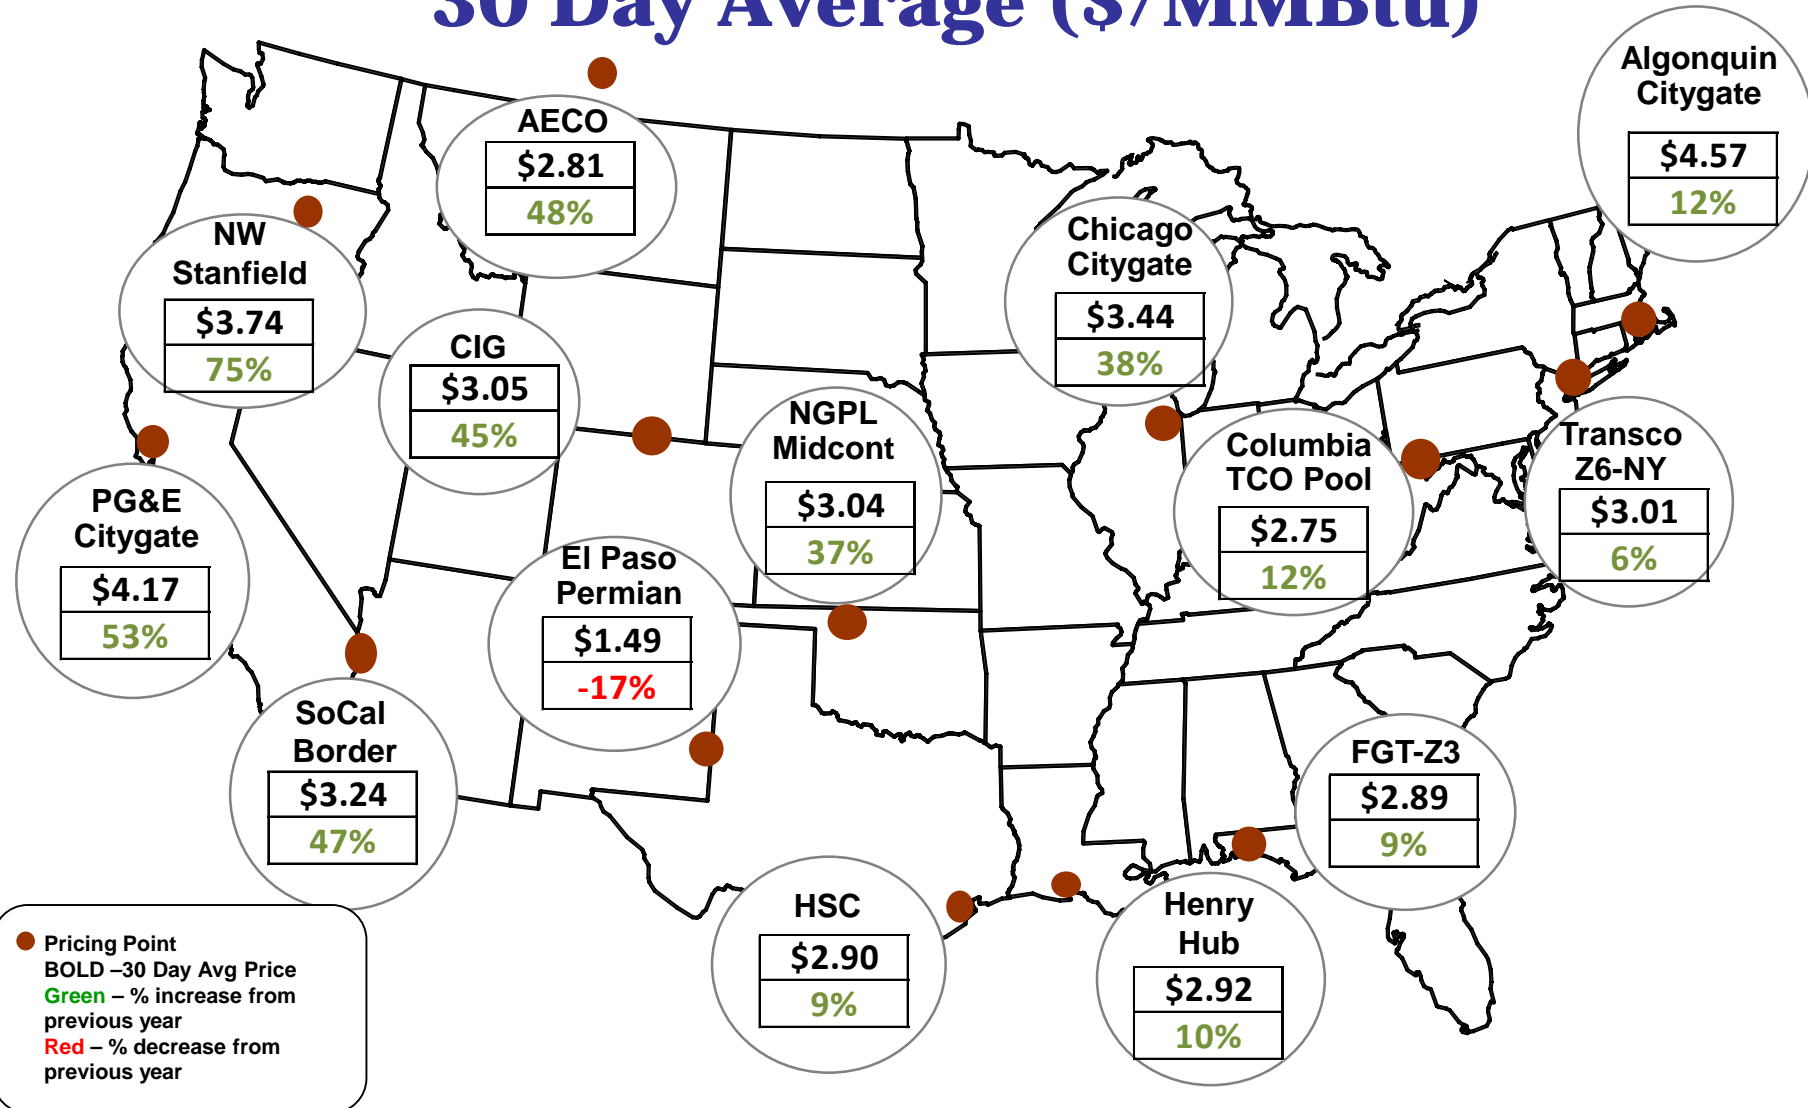 30 Day Average ($/MMBtu)
Algonquin
Citygate
$4.57
12%
AECO
$2.81
48%
NW
Stanfield
$3.74
75%
Chicago
Citygate
$3.44
38%
CIG
$3.05
45%
NGPL
Midcont
$3.04
37%
Columbia
TCO Pool
$2.75
12%
Transco
Z6-NY
$3.01
6%
PG&E
Citygate
$4.17
53%
El Paso
Permian
$1.49
-17%
SoCal
Border
$3.24
47%
FGT-Z3
$2.89
9%
HSC
$2.90
9%
Henry
Hub
$2.92
10%
Pricing Point
BOLD –30 Day Avg Price
Green – % increase from
previous year
Red – % decrease from
previous year